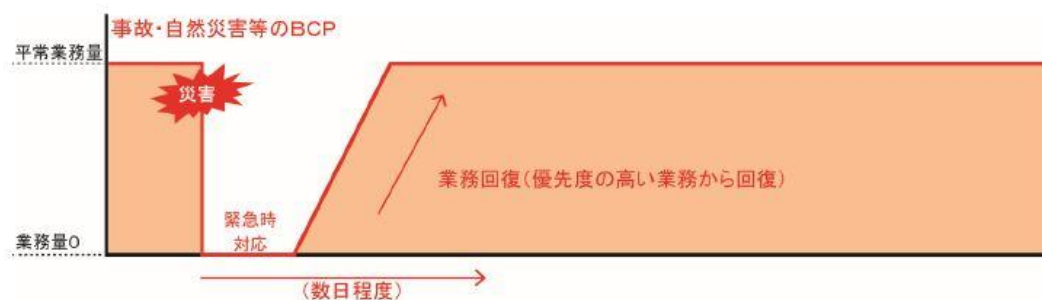 事故・自然災害等のBCP
平常業務量
災害
業務回復(優先度の高い業務から回復)
緊急時
対応
業務量0
(数日程度)